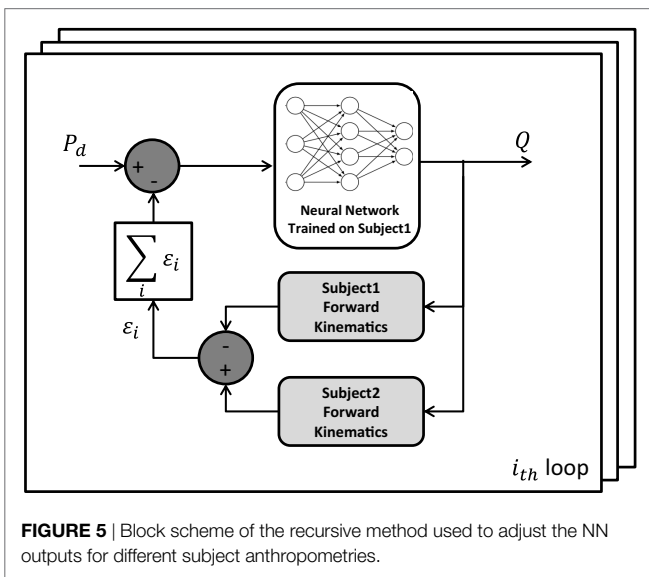 P_d
+
-
Neural Network
Trained on Subject1
Q
∑ ε_i
i
ε_i
-
+
Subject1
Forward
Kinematics
Subject2
Forward
Kinematics
i_th loop
FIGURE 5 | Block scheme of the recursive method used to adjust the NN
outputs for different subject anthropometries.